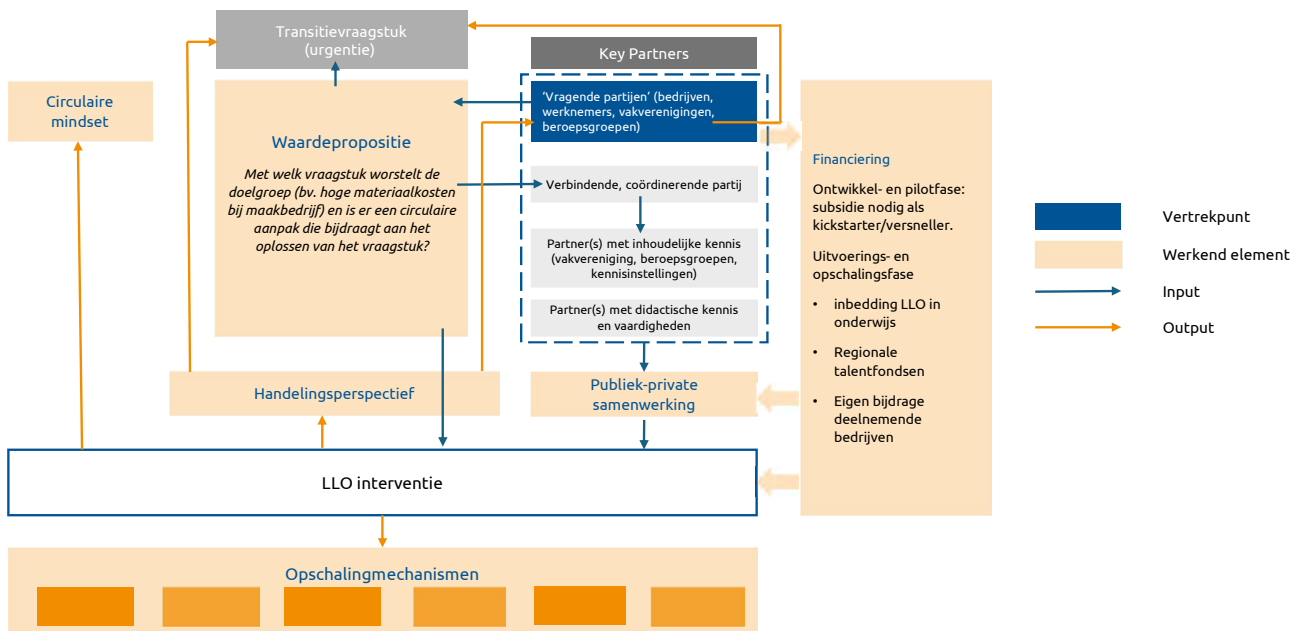 Transitievraagstuk
(urgentie)
Key Partners
Circulaire
mindset
Waardepropositie
Met welk vraagstuk worstelt de
doelgroep (bv. hoge materiaalkosten
bij maakbedrijf) en is er een circulaire
aanpak die bijdraagt aan het
oplossen van het vraagstuk?
‘Vragende partijen’ (bedrijven,
werknemers, vakverenigingen,
beroepsgroepen)
Verbindende, coördinerende partij
Partner(s) met inhoudelijke kennis
(vakvereniging, beroepsgroepen,
kennisinstellingen)
Partner(s) met didactische kennis
en vaardigheden
Financiering
Ontwikkel- en pilotfase:
subsidie nodig als
kickstarter/versneller.
Uitvoerings- en
opschalingsfase
• inbedding LLO in
onderwijs
• Regionale
talentfondsen
• Eigen bijdrage
deelnemende
bedrijven
Vertrekpunt
Werkend element
Input
Output
Handelingsperspectief
Publiek-private
samenwerking
LLO interventie
Opschalingmechanismen